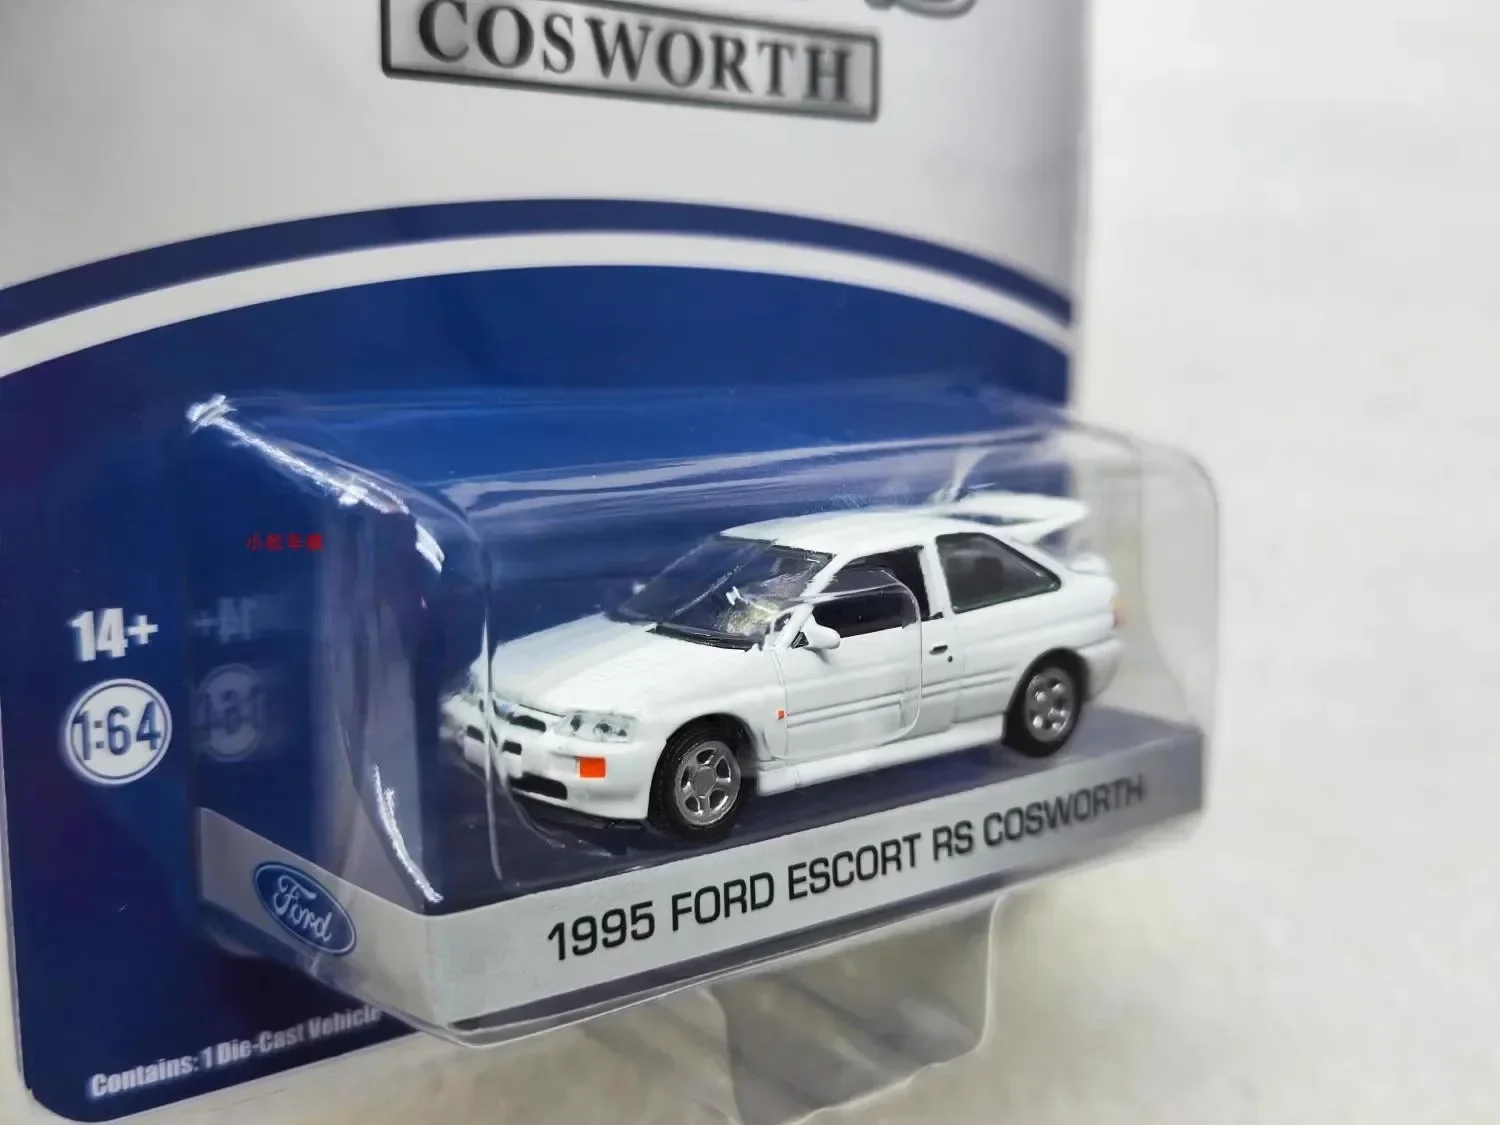 COSWORTH
14+
1:64
Ford
1995 FORD ESCORT RS COSWORTH
Contains: 1 Die-Cast Vehicle